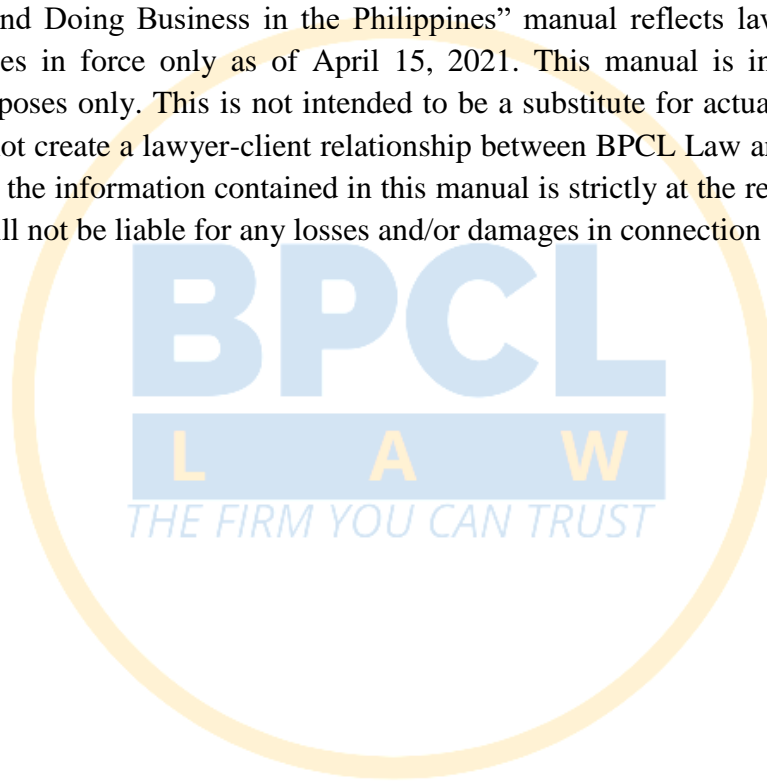 nd Doing Business in the Philippines” manual reflects law
es in force only as of April 15, 2021. This manual is in
poses only. This is not intended to be a substitute for actua
not create a lawyer-client relationship between BPCL Law a
the information contained in this manual is strictly at the re
ll not be liable for any losses and/or damages in connection
BPCL
LAW
THE FIRM YOU CAN TRUST